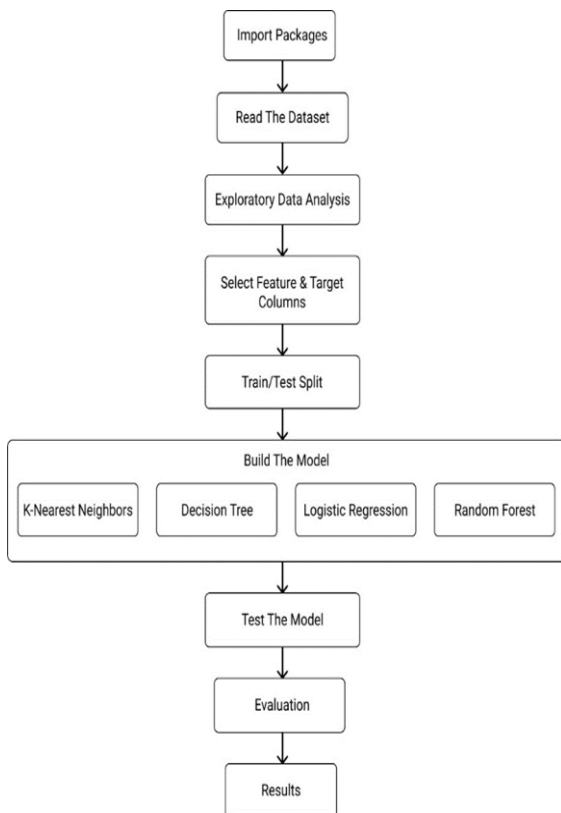 Import Packages
Read The Dataset
Exploratory Data Analysis
Select Feature & Target
Columns
Train/Test Split
Build The Model
K-Nearest Neighbors
Decision Tree
Logistic Regression
Random Forest
Test The Model
Evaluation
Results